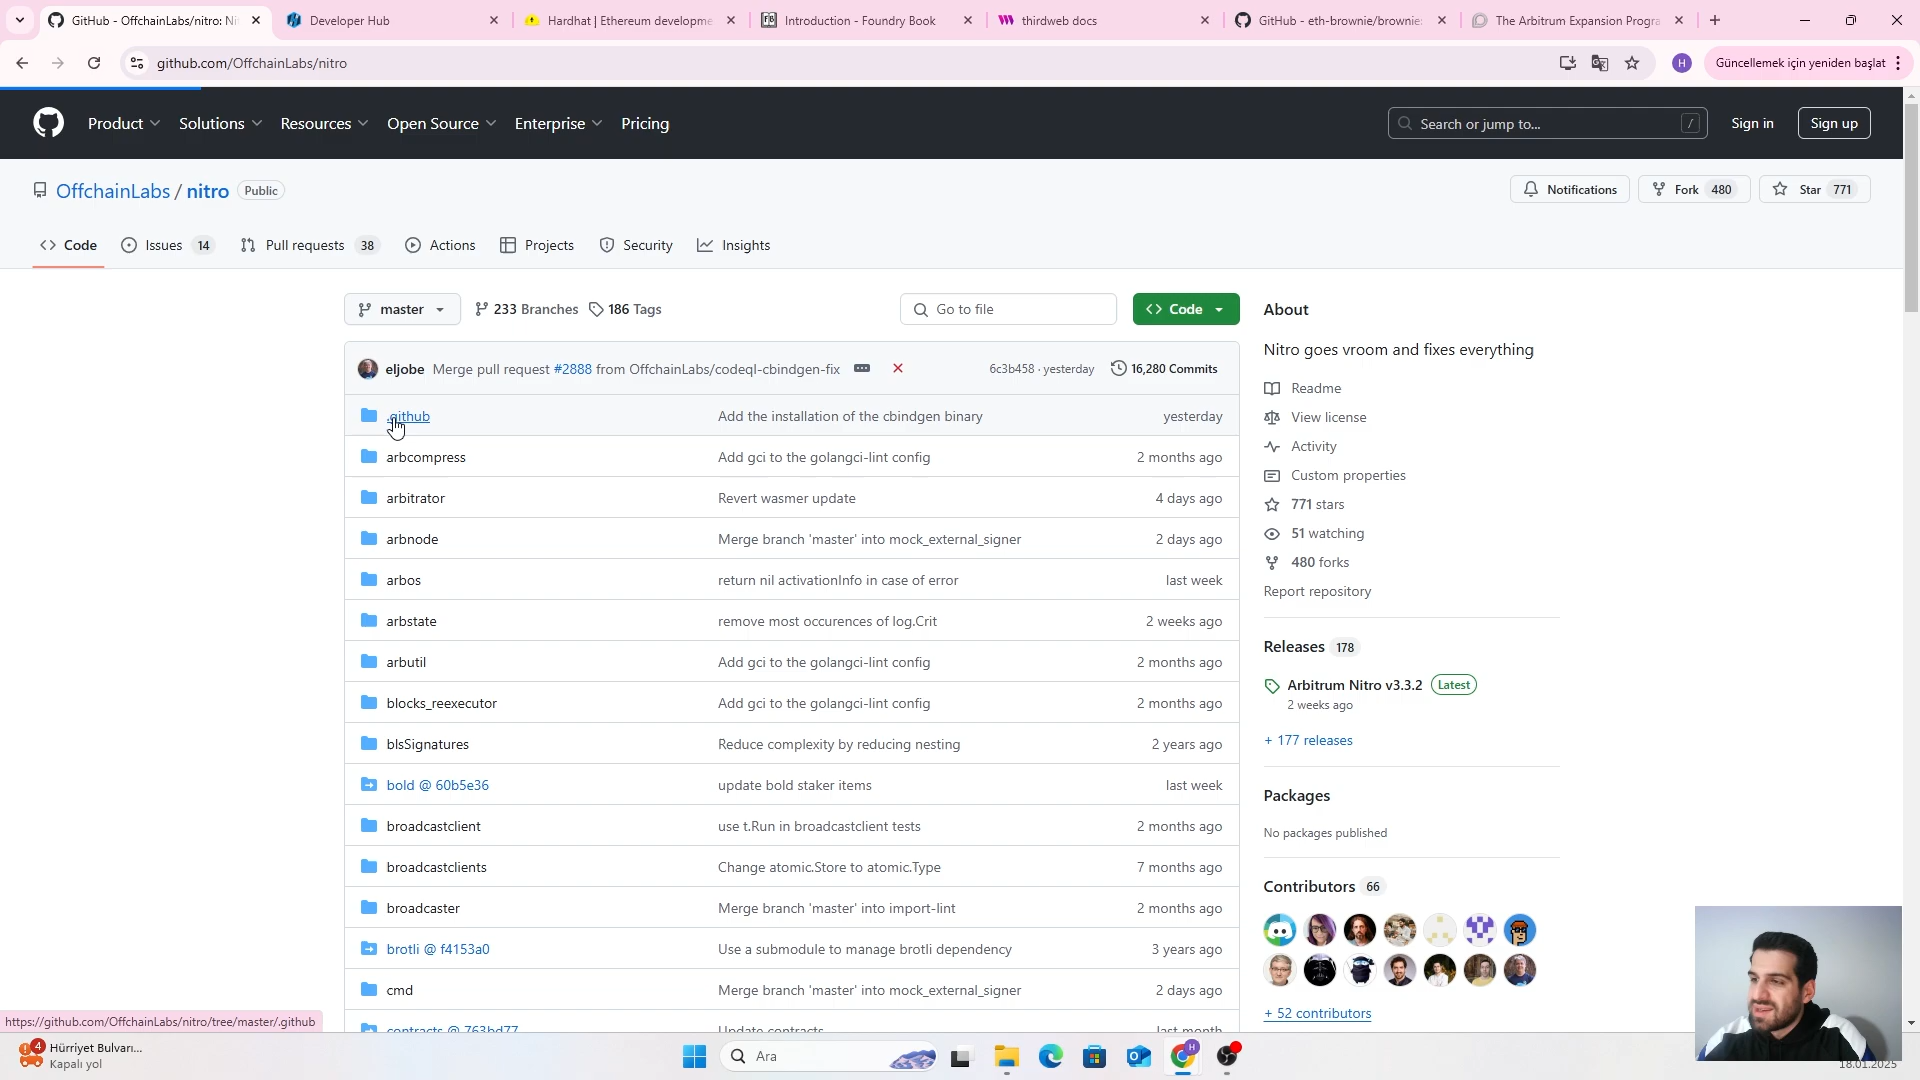 GitHub - OffchainLabs/nitro: Ni
Developer Hub
Hardhat | Ethereum developme
Introduction - Foundry Book
thirdweb docs
GitHub - eth-brownie/brownie:
The Arbitrum Expansion Progra
github.com/OffchainLabs/nitro
H
Güncellemek için yeniden başlat
Product
Solutions
Resources
Open Source
Enterprise
Pricing
Search or jump to...
/
Sign in
Sign up
OffchainLabs / nitro
Public
Notifications
Fork 480
Star 771
Code
Issues 14
Pull requests 38
Actions
Projects
Security
Insights
master
233 Branches
186 Tags
Go to file
Code
eljobe Merge pull request #2888 from OffchainLabs/codeql-cbindgen-fix
6c3b458 · yesterday
16,280 Commits
.github Add the installation of the cbindgen binary yesterday
arbcompress Add gci to the golangci-lint config 2 months ago
arbitrator Revert wasmer update 4 days ago
arbnode Merge branch 'master' into mock_external_signer 2 days ago
arbos return nil activationInfo in case of error last week
arbstate remove most occurences of log.Crit 2 weeks ago
arbutil Add gci to the golangci-lint config 2 months ago
blocks_reexecutor Add gci to the golangci-lint config 2 months ago
blsSignatures Reduce complexity by reducing nesting 2 years ago
bold @ 60b5e36 update bold staker items last week
broadcastclient use t.Run in broadcastclient tests 2 months ago
broadcastclients Change atomic.Store to atomic.Type 7 months ago
broadcaster Merge branch 'master' into import-lint 2 months ago
brotli @ f4153a0 Use a submodule to manage brotli dependency 3 years ago
cmd Merge branch 'master' into mock_external_signer 2 days ago
contracts @ 763bd77 Update contracts last month
About
Nitro goes vroom and fixes everything
Readme
View license
Activity
Custom properties
771 stars
51 watching
480 forks
Report repository
Releases 178
Arbitrum Nitro v3.3.2 Latest
2 weeks ago
+ 177 releases
Packages
No packages published
Contributors 66
+ 52 contributors
https://github.com/OffchainLabs/nitro/tree/master/.github
4
Hürriyet Bulvarı...
Kapalı yol
Ara
H
18.01.2025